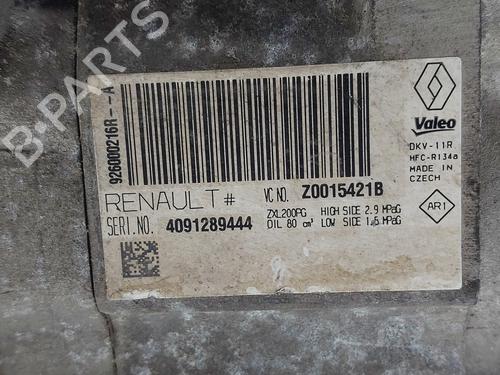 B-PARTS
926000216R--A
Valeo
DKV-11R
HFC-R134a
MADE IN
CZECH
RENAULT #
VC NO. Z0015421B
SERI.NO. 4091289444
ZXL200PG HIGH SIDE 2.9 MPaG
OIL 80 cm³ LOW SIDE 1.6 MPaG
AR1